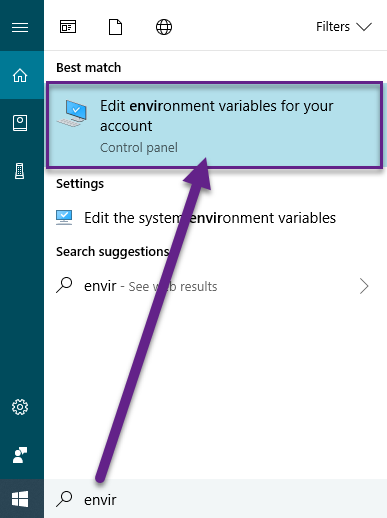 Filters
Best match
Edit environment variables for your
account
Control panel
Settings
Edit the system environment variables
Search suggestions
envir - See web results
envir